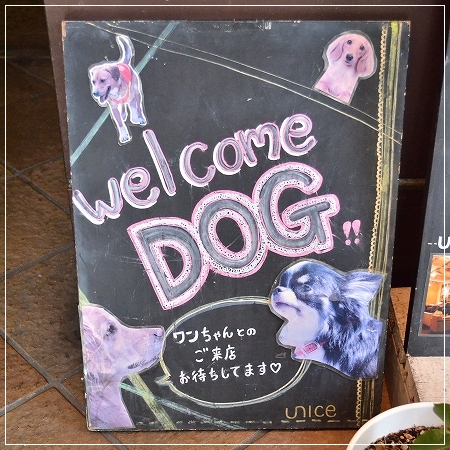 welcome
DOG!!
ワンちゃんとの
ご来店
お待ちしてます♡
UNICE